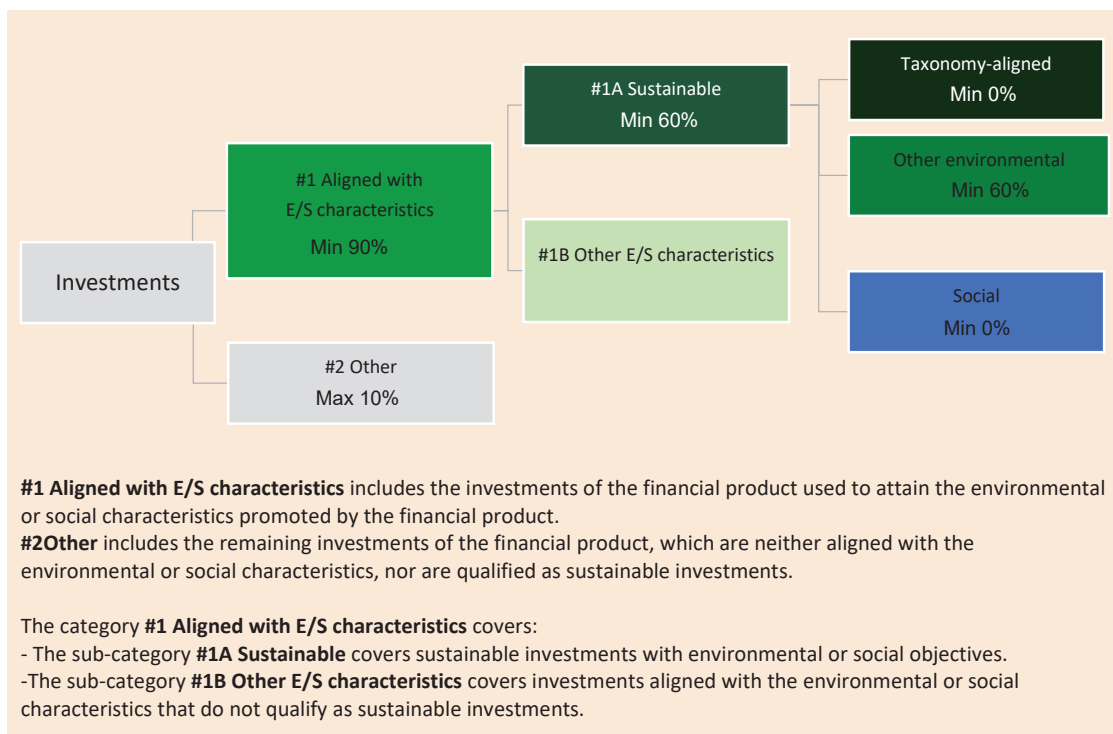 Investments
#1 Aligned with
E/S characteristics
Min 90%
#2 Other
Max 10%
#1A Sustainable
Min 60%
#1B Other E/S characteristics
Taxonomy-aligned
Min 0%
Other environmental
Min 60%
Social
Min 0%
#1 Aligned with E/S characteristics includes the investments of the financial product used to attain the environmental
or social characteristics promoted by the financial product.
#2Other includes the remaining investments of the financial product, which are neither aligned with the
environmental or social characteristics, nor are qualified as sustainable investments.
The category #1 Aligned with E/S characteristics covers:
- The sub-category #1A Sustainable covers sustainable investments with environmental or social objectives.
-The sub-category #1B Other E/S characteristics covers investments aligned with the environmental or social
characteristics that do not qualify as sustainable investments.